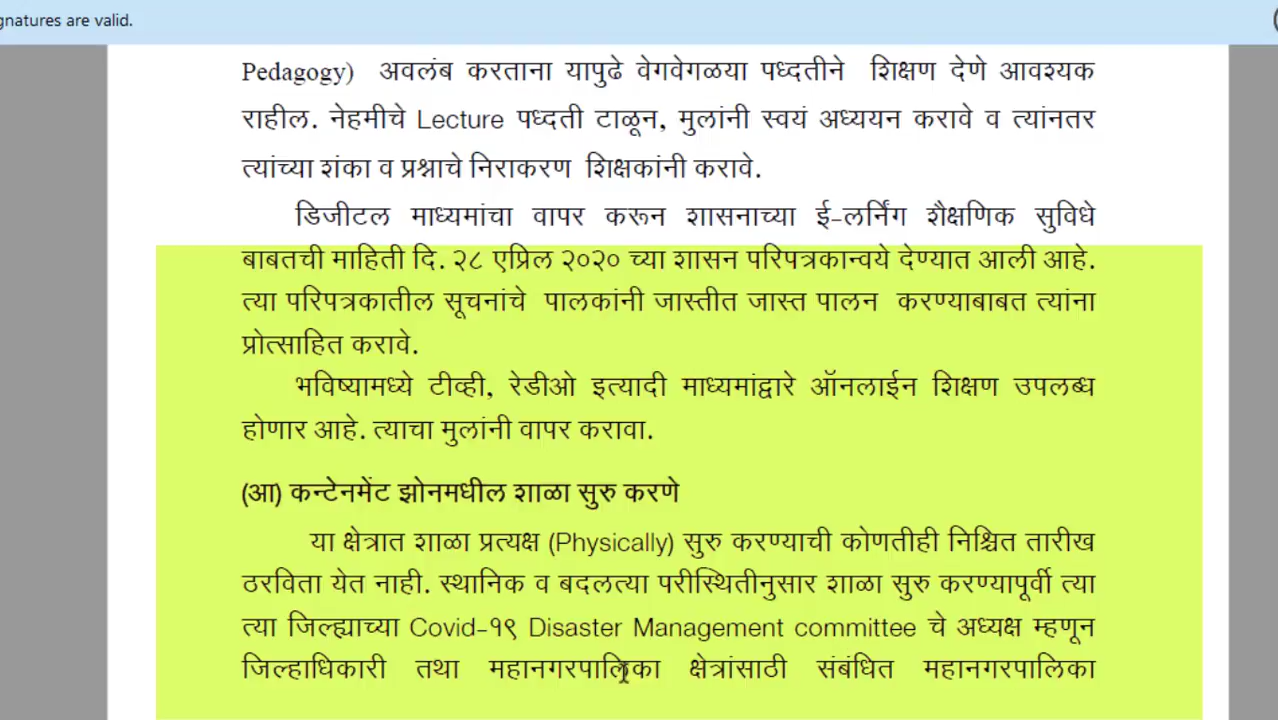 gnatures are valid.
Pedagogy) अवलंब करताना यापुढे वेगवेगळया पध्दतीने शिक्षण देणे आवश्यक
राहील. नेहमीचे Lecture पध्दती टाळून, मुलांनी स्वयं अध्ययन करावे व त्यांनतर
त्यांच्या शंका व प्रश्नाचे निराकरण शिक्षकांनी करावे.
डिजीटल माध्यमांचा वापर करून शासनाच्या ई-लर्निंग शैक्षणिक सुविधे
बाबतची माहिती दि. २८ एप्रिल २०२० च्या शासन परिपत्रकान्वये देण्यात आली आहे.
त्या परिपत्रकातील सूचनांचे पालकांनी जास्तीत जास्त पालन करण्याबाबत त्यांना
प्रोत्साहित करावे.
भविष्यामध्ये टीव्ही, रेडीओ इत्यादी माध्यमांद्वारे ऑनलाईन शिक्षण उपलब्ध
होणार आहे. त्याचा मुलांनी वापर करावा.
(आ) कन्टेनमेंट झोनमधील शाळा सुरु करणे
या क्षेत्रात शाळा प्रत्यक्ष (Physically) सुरु करण्याची कोणतीही निश्चित तारीख
ठरविता येत नाही. स्थानिक व बदलत्या परीस्थितीनुसार शाळा सुरु करण्यापूर्वी त्या
त्या जिल्ह्याच्या Covid-१९ Disaster Management committee चे अध्यक्ष म्हणून
जिल्हाधिकारी तथा महानगरपालिका क्षेत्रांसाठी संबंधित महानगरपालिका